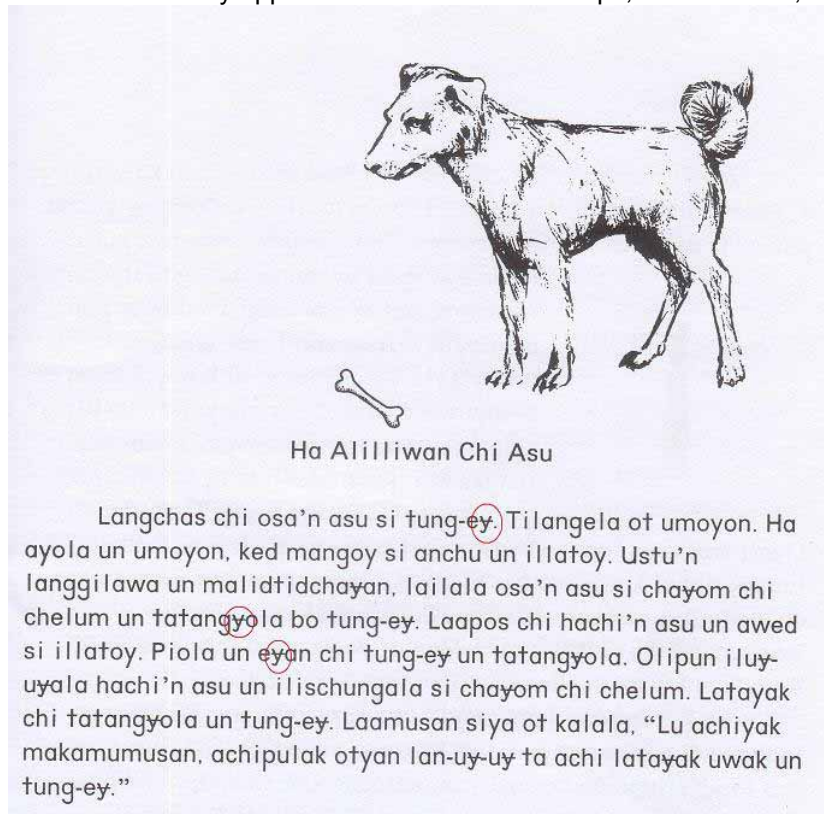 Ha Alilliwan Chi Asu
Langchas chi osa'n asu si tung-eɏ. Tilangela ot umoyon. Ha
ayola un umoyon, ked mangoy si anchu un illatoy. Ustu'n
langgilawa un malidtidchaɏan, lailala osa'n asu si chaɏom chi
chelum un tatangɏola bo tung-eɏ. Laapos chi hachi'n asu un awed
si illatoy. Piola un eɏan chi tung-eɏ un tatangɏola. Olipun iluɏ-
uɏala hachi'n asu un ilischungala si chaɏom chi chelum. Latayak
chi tatangɏola un tung-eɏ. Laamusan siya ot kalala, “Lu achiyak
makamumusan, achipulak otyan lan-uɏ-uɏ ta achi lataɏak uwak un
tung-eɏ.”